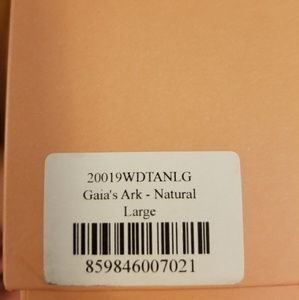 20019WDTANLG
Gaia's Ark - Natural
Large
859846007021